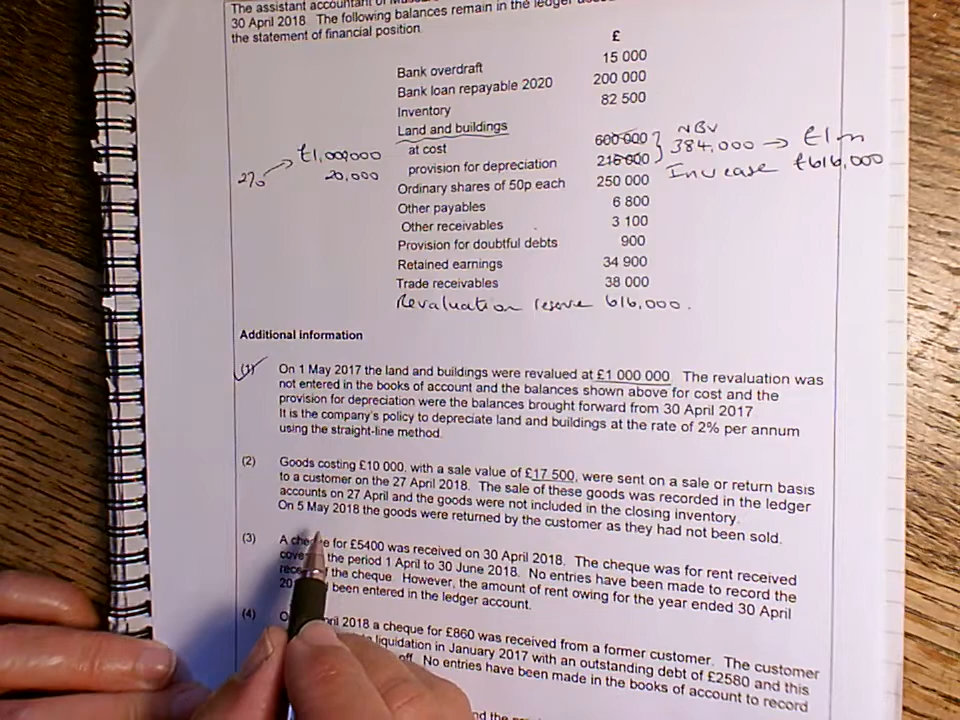 The assistant accountant of
30 April 2018. The following balances remain in the ledger
the statement of financial position.
£
Bank overdraft 15 000
Bank loan repayable 2020 200 000
Inventory 82 500
Land and buildings
at cost 600 000
provision for depreciation 216 000
NBV
384,000 → £1m
Increase £616,000
2% → £1,000,000
20,000
Ordinary shares of 50p each 250 000
Other payables 6 800
Other receivables 3 100
Provision for doubtful debts 900
Retained earnings 34 900
Trade receivables 38 000
Revaluation reserve 616,000.
Additional information
(1) On 1 May 2017 the land and buildings were revalued at £1 000 000. The revaluation was
not entered in the books of account and the balances shown above for cost and the
provision for depreciation were the balances brought forward from 30 April 2017
It is the company's policy to depreciate land and buildings at the rate of 2% per annum
using the straight-line method.
(2) Goods costing £10 000, with a sale value of £17 500, were sent on a sale or return basis
to a customer on the 27 April 2018. The sale of these goods was recorded in the ledger
accounts on 27 April and the goods were not included in the closing inventory.
On 5 May 2018 the goods were returned by the customer as they had not been sold.
(3) A cheque for £5400 was received on 30 April 2018. The cheque was for rent received
the period 1 April to 30 June 2018. No entries have been made to record the
the cheque. However, the amount of rent owing for the year ended 30 April
been entered in the ledger account.
(4) 2018 a cheque for £860 was received from a former customer. The customer
liquidation in January 2017 with an outstanding debt of £2580 and this
off. No entries have been made in the books of account to record